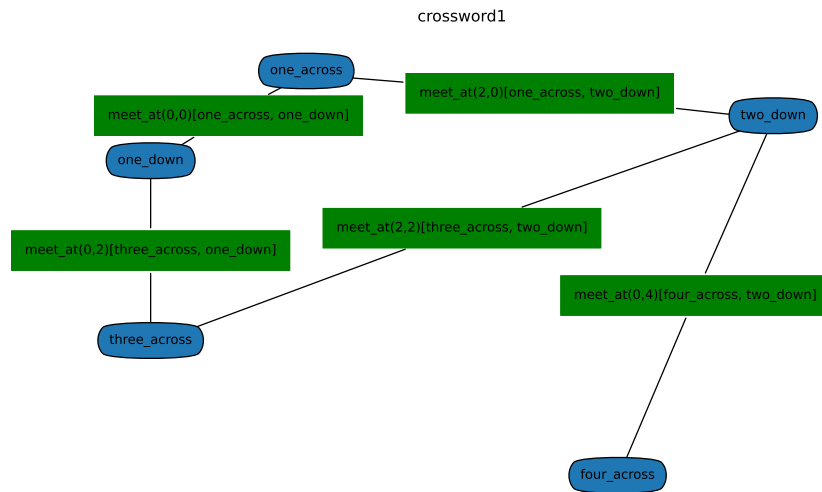 crossword1
one_across
meet_at(2,0)[one_across, two_down]
meet_at(0,0)[one_across, one_down]
two_down
one_down
meet_at(2,2)[three_across, two_down]
meet_at(0,2)[three_across, one_down]
meet_at(0,4)[four_across, two_down]
three_across
four_across